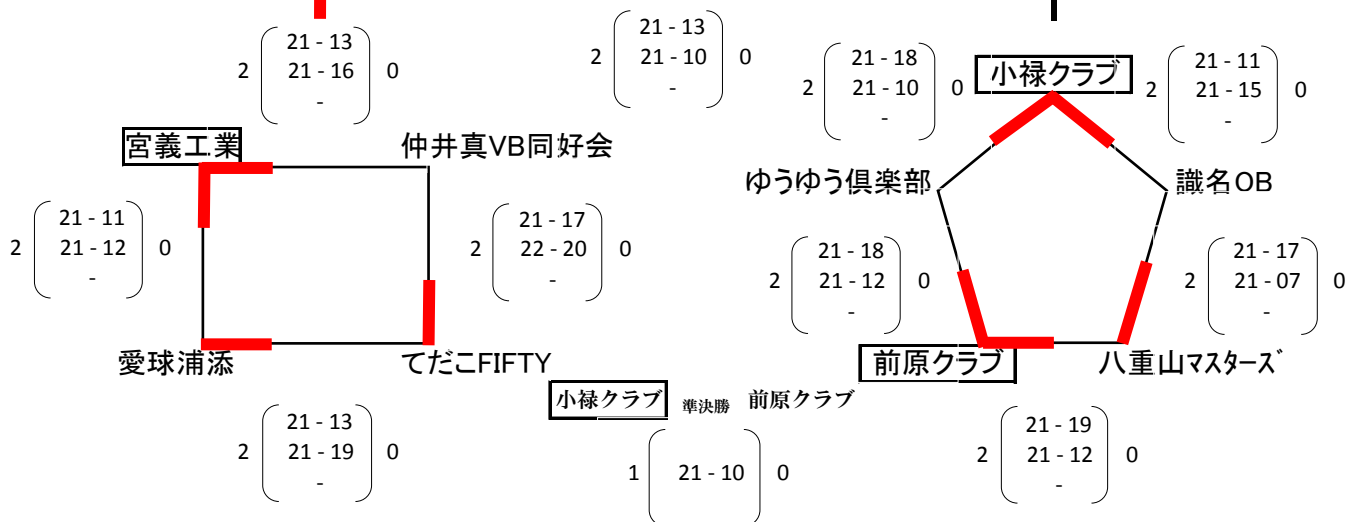 2 21 - 13 0
21 - 16
-
2 21 - 13 0
21 - 10
-
2 21 - 18 0
21 - 10
-
小禄クラブ
2 21 - 11 0
21 - 15
-
宮義工業
仲井真VB同好会
ゆうゆう倶楽部
識名OB
2 21 - 11 0
21 - 12
-
2 21 - 17 0
22 - 20
-
2 21 - 18 0
21 - 12
-
2 21 - 17 0
21 - 07
-
愛球浦添
てだこFIFTY
前原クラブ
八重山マスターズ
小禄クラブ 準決勝 前原クラブ
2 21 - 13 0
21 - 19
-
1 21 - 10 0
2 21 - 19 0
21 - 12
-